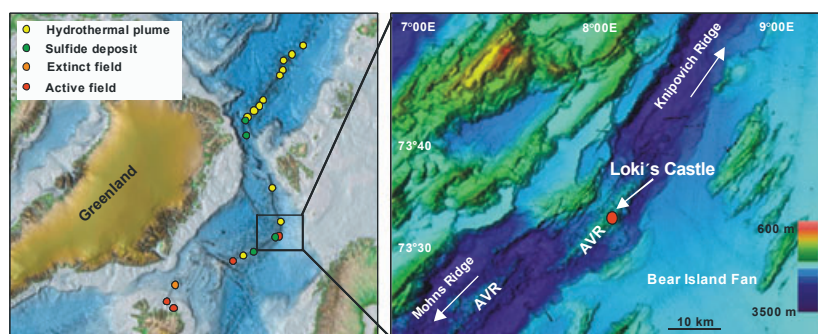 Hydrothermal plume
Sulfide deposit
Extinct field
Active field
Greenland
7°00E
8°00E
9°00E
Knipovich Ridge
73°40
Loki´s Castle
600 m
73°30
AVR
Mohns Ridge
AVR
Bear Island Fan
10 km
3500 m